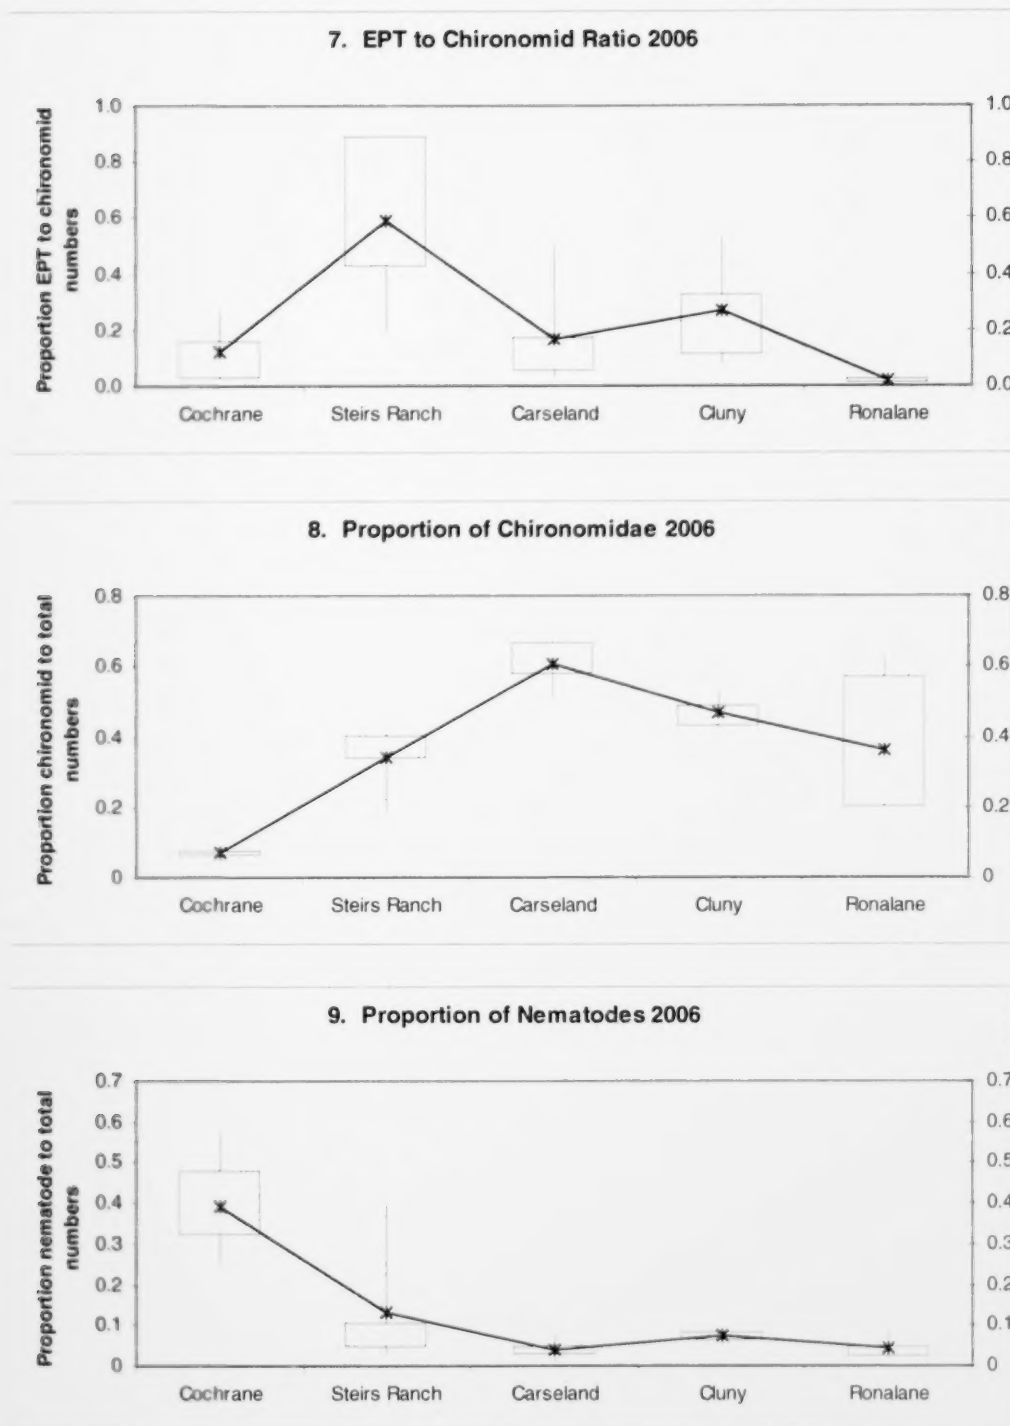 7. EPT to Chironomid Ratio 2006
Proportion EPT to chironomid
numbers
1.0 1.0
0.8 0.8
0.6 0.6
0.4 0.4
0.2 0.2
0.0 0.0
Cochrane Steirs Ranch Carseland Cluny Ronalane
8. Proportion of Chironomidae 2006
Proportion chironomid to total
numbers
0.8 0.8
0.6 0.6
0.4 0.4
0.2 0.2
0 0
Cochrane Steirs Ranch Carseland Cluny Ronalane
9. Proportion of Nematodes 2006
Proportion nematode to total
numbers
0.7 0.7
0.6 0.6
0.5 0.5
0.4 0.4
0.3 0.3
0.2 0.2
0.1 0.1
0 0
Cochrane Steirs Ranch Carseland Cluny Ronalane